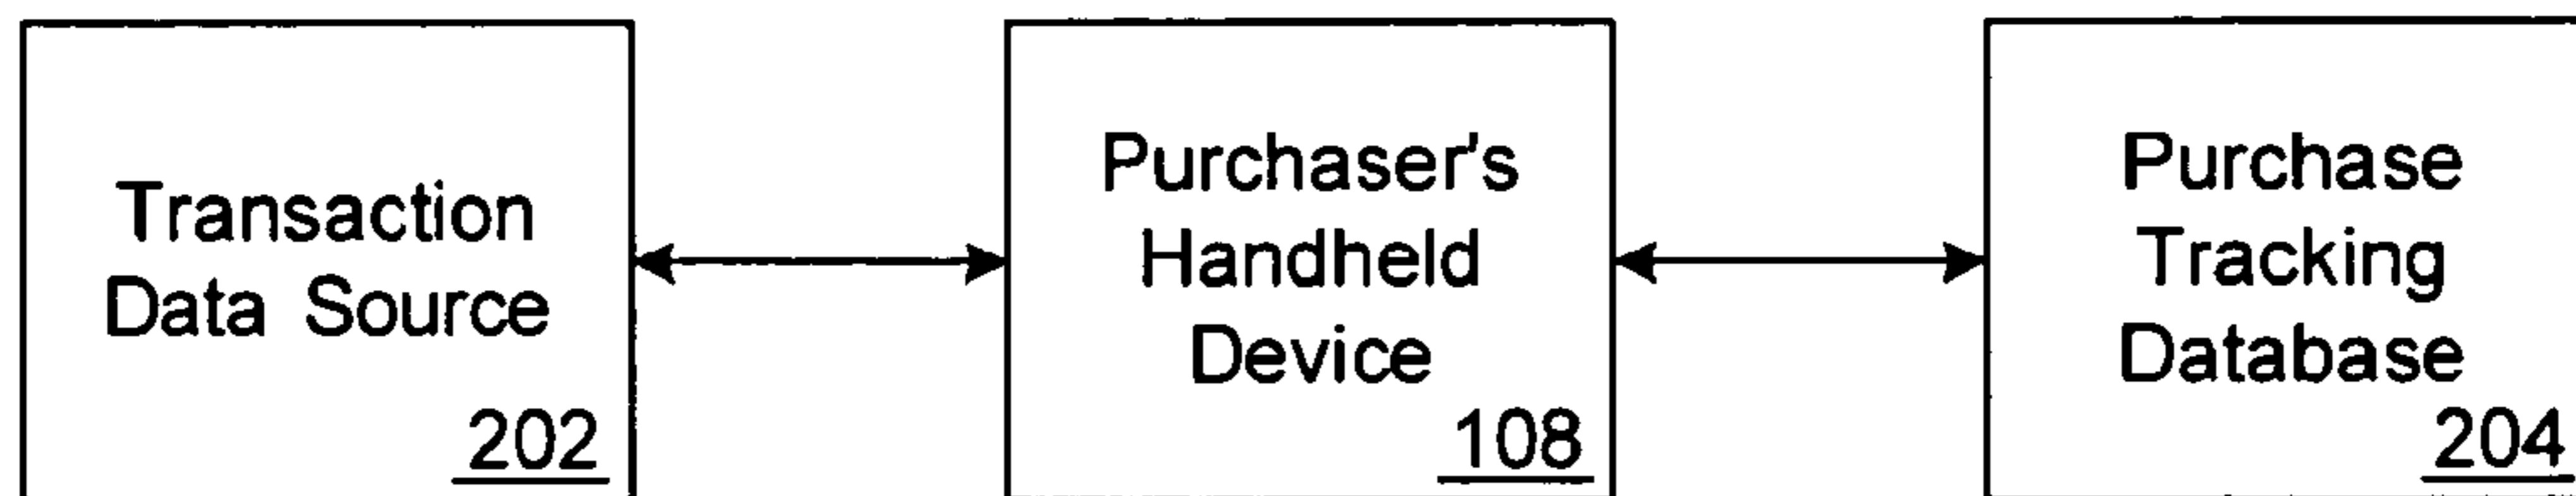 Transaction
Data Source
202
Purchaser's
Handheld
Device
108
Purchase
Tracking
Database
204